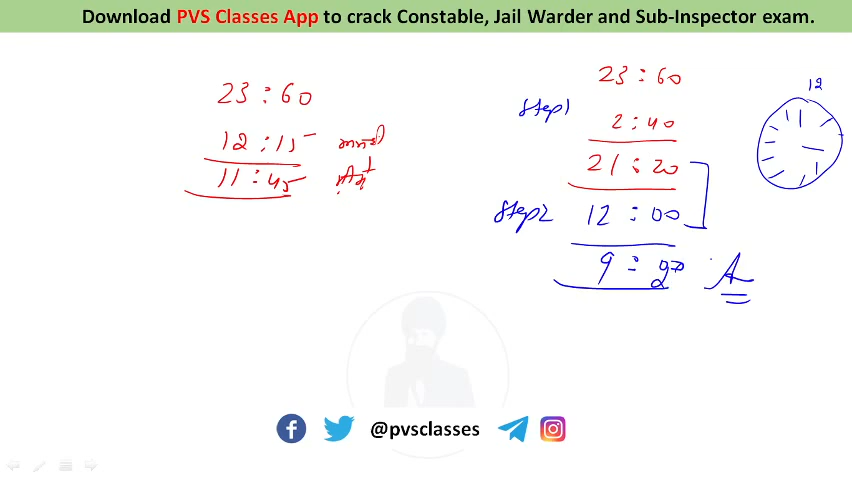 Download PVS Classes App to crack Constable, Jail Warder and Sub-Inspector exam.
23 : 60
12 : 15
11 : 45
23 : 60
Step1
2 : 40
21 : 20
Step2 12 : 00
9 : 20 A
12
@pvsclasses